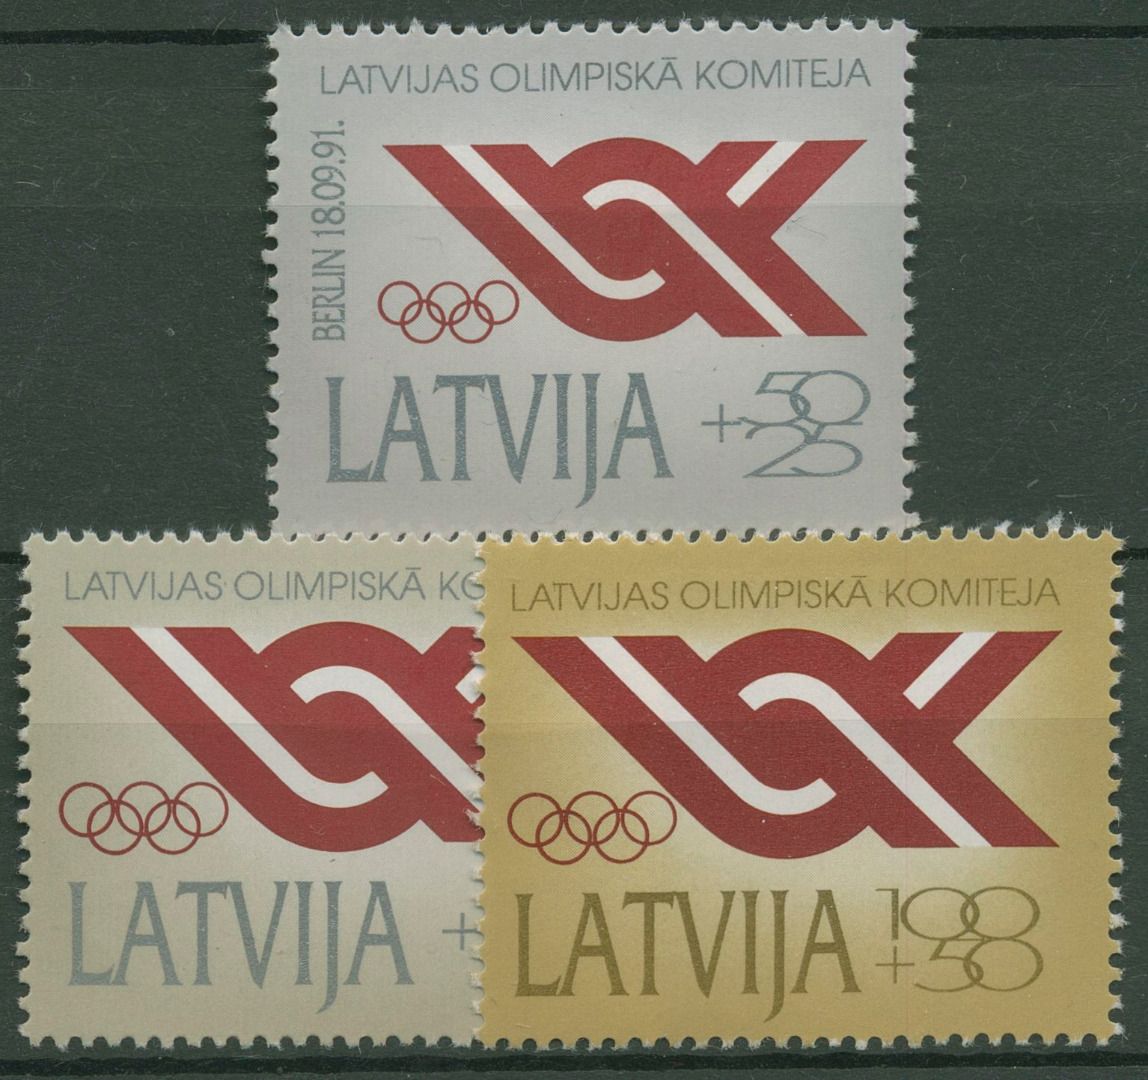 LATVIJAS OLIMPISKĀ KOMITEJA
BERLIN 18.09.91.
LATVIJA +50
25
LATVIJAS OLIMPISKĀ KO
LATVIJA +
LATVIJAS OLIMPISKĀ KOMITEJA
LATVIJA 100
+50